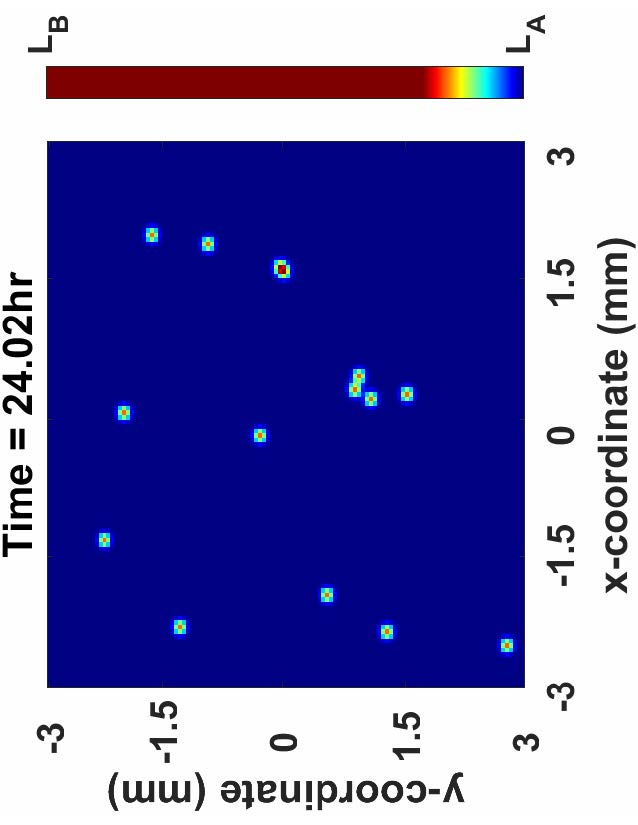 Time = 24.02hr
L_B
L_A
3
1.5
0
-1.5
-3
x-coordinate (mm)
-3
-1.5
0
1.5
3
y-coordinate (mm)